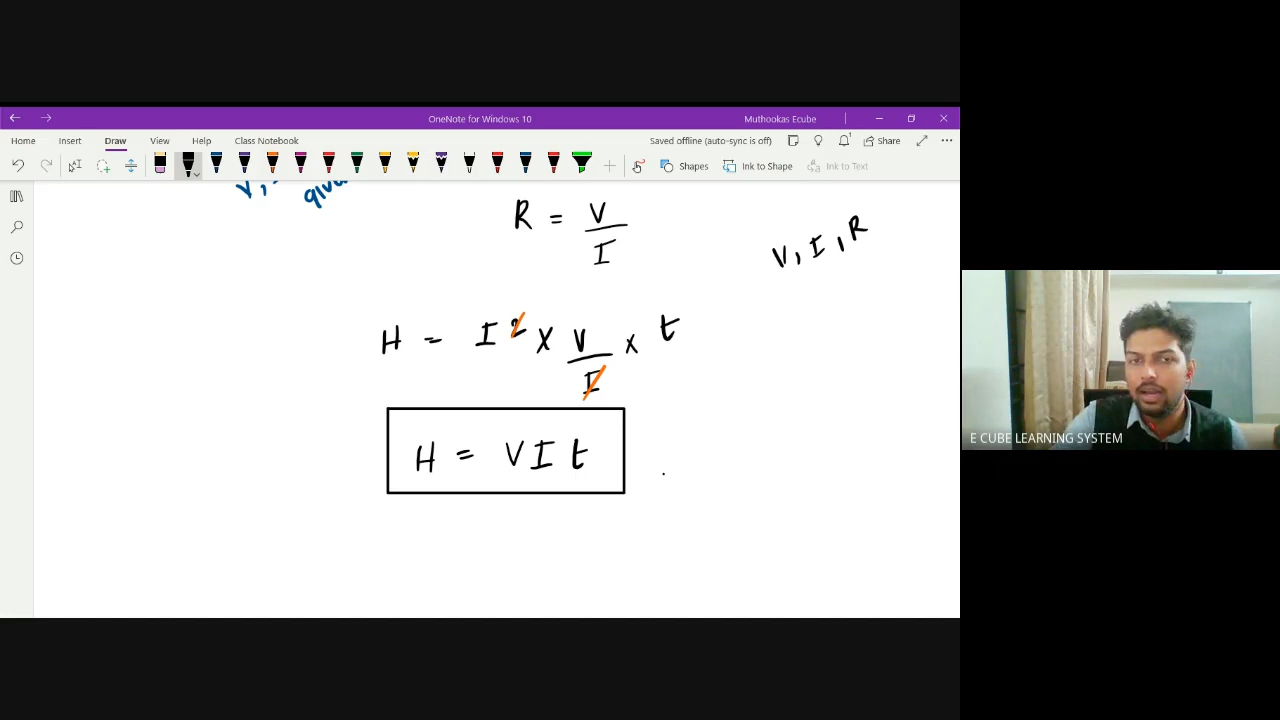 OneNote for Windows 10
Muthookas Ecube
Home Insert Draw View Help Class Notebook
Saved offline (auto-sync is off) Share
Shapes Ink to Shape Ink to Text
R = V/I
V, I, R
H = I² × V/I × t
H = V I t
E CUBE LEARNING SYSTEM